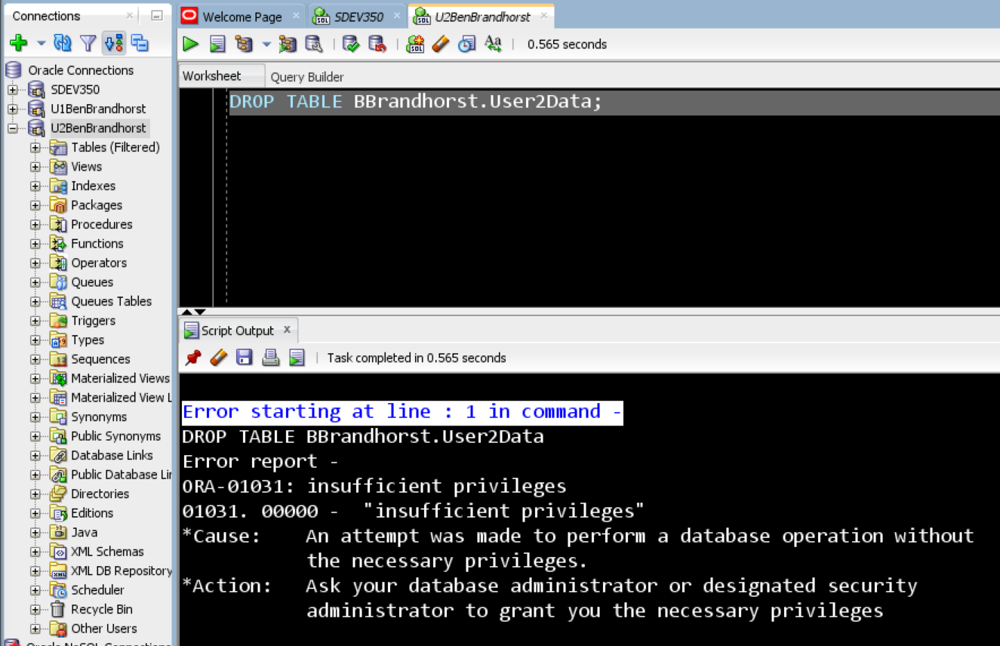 Connections
Oracle Connections
SDEV350
U1BenBrandhorst
U2BenBrandhorst
Tables (Filtered)
Views
Indexes
Packages
Procedures
Functions
Operators
Queues
Queues Tables
Triggers
Types
Sequences
Materialized Views
Materialized View L
Synonyms
Public Synonyms
Database Links
Public Database Lin
Directories
Editions
Java
XML Schemas
XML DB Repository
Scheduler
Recycle Bin
Other Users
Oracle NoSQL Connections
Welcome Page
SDEV350
U2BenBrandhorst
0.565 seconds
Worksheet Query Builder
DROP TABLE BBrandhorst.User2Data;
Script Output
Task completed in 0.565 seconds
Error starting at line : 1 in command -
DROP TABLE BBrandhorst.User2Data
Error report -
ORA-01031: insufficient privileges
01031. 00000 -  "insufficient privileges"
*Cause:    An attempt was made to perform a database operation without
the necessary privileges.
*Action:   Ask your database administrator or designated security
administrator to grant you the necessary privileges